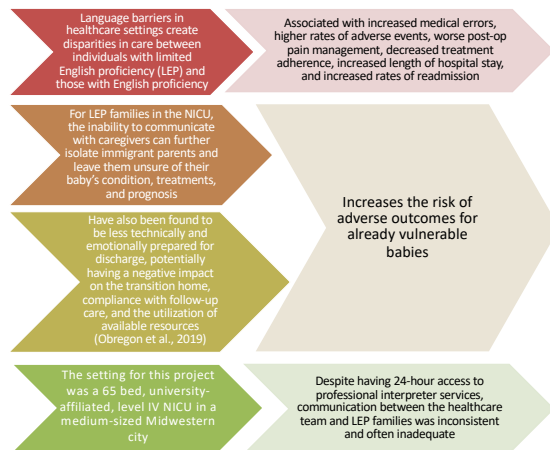 Language barriers in
healthcare settings create
disparities in care between
individuals with limited
English proficiency (LEP) and
those with English proficiency
Associated with increased medical errors,
higher rates of adverse events, worse post-op
pain management, decreased treatment
adherence, increased length of hospital stay,
and increased rates of readmission
For LEP families in the NICU,
the inability to communicate
with caregivers can further
isolate immigrant parents and
leave them unsure of their
baby's condition, treatments,
and prognosis
Have also been found to
be less technically and
emotionally prepared for
discharge, potentially
having a negative impact
on the transition home,
compliance with follow-up
care, and the utilization of
available resources
(Obregon et al., 2019)
Increases the risk of
adverse outcomes for
already vulnerable
babies
The setting for this project
was a 65 bed, university-
affiliated, level IV NICU in a
medium-sized Midwestern
city
Despite having 24-hour access to
professional interpreter services,
communication between the healthcare
team and LEP families was inconsistent
and often inadequate